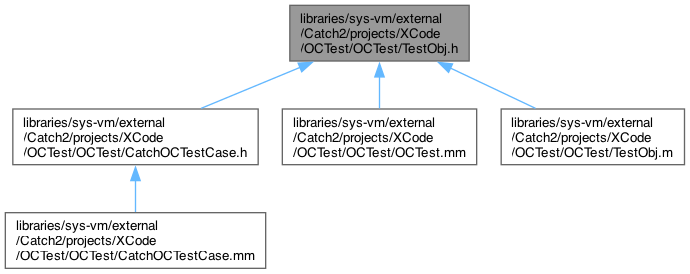 libraries/sys-vm/external
/Catch2/projects/XCode
/OCTest/OCTest/TestObj.h
libraries/sys-vm/external
/Catch2/projects/XCode
/OCTest/OCTest/CatchOCTestCase.h
libraries/sys-vm/external
/Catch2/projects/XCode
/OCTest/OCTest/OCTest.mm
libraries/sys-vm/external
/Catch2/projects/XCode
/OCTest/OCTest/TestObj.m
libraries/sys-vm/external
/Catch2/projects/XCode
/OCTest/OCTest/CatchOCTestCase.mm